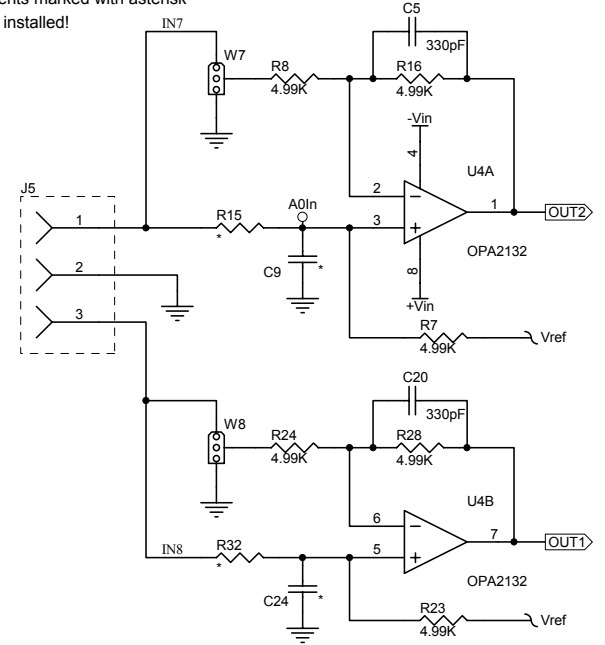 ents marked with asterisk
installed!
IN7
C5
330pF
W7
R8
4.99K
R16
4.99K
-Vin
4
U4A
J5
1
R15
*
A0In
2
3
1
OUT2
C9
*
8
OPA2132
2
+Vin
3
R7
4.99K
Vref
C20
330pF
W8
R24
4.99K
R28
4.99K
U4B
6
7
OUT1
IN8
R32
*
5
C24
*
OPA2132
R23
4.99K
Vref